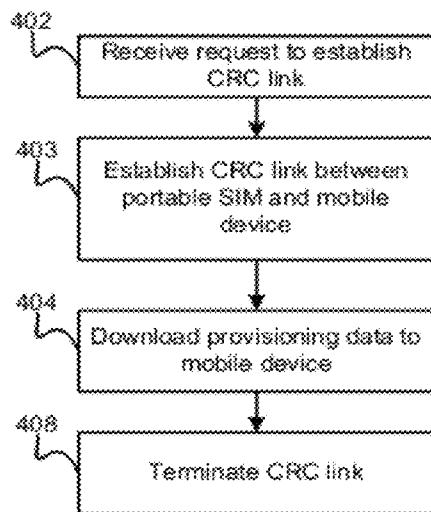 402
Receive request to establish
CRC link
403
Establish CRC link between
portable SIM and mobile
device
404
Download provisioning data to
mobile device
408
Terminate CRC link